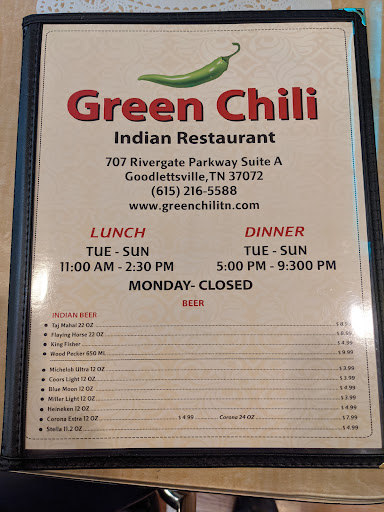 Green Chili
Indian Restaurant
707 Rivergate Parkway Suite A
Goodlettsville,TN 37072
(615) 216-5588
www.greenchilitn.com
LUNCH
TUE - SUN
11:00 AM - 2:30 PM
DINNER
TUE - SUN
5:00 PM - 9:300 PM
MONDAY- CLOSED
BEER
INDIAN BEER
Taj Mahal 22 OZ
Flaying Horse 22 OZ
King Fisher $ 4.99
Wood Pecker 650 ML $ 9.99
Michelob Ultra 12 OZ $ 3.99
Coors Light 12 OZ $ 3.99
Blue Moon 12 OZ $ 4.99
Miller Light 12 OZ $ 3.99
Heineken 12 OZ $ 4.99
Corona Extra 12 OZ $ 4.99 Corona 24 OZ $ 7.99
Stella 11.2 OZ $ 4.99